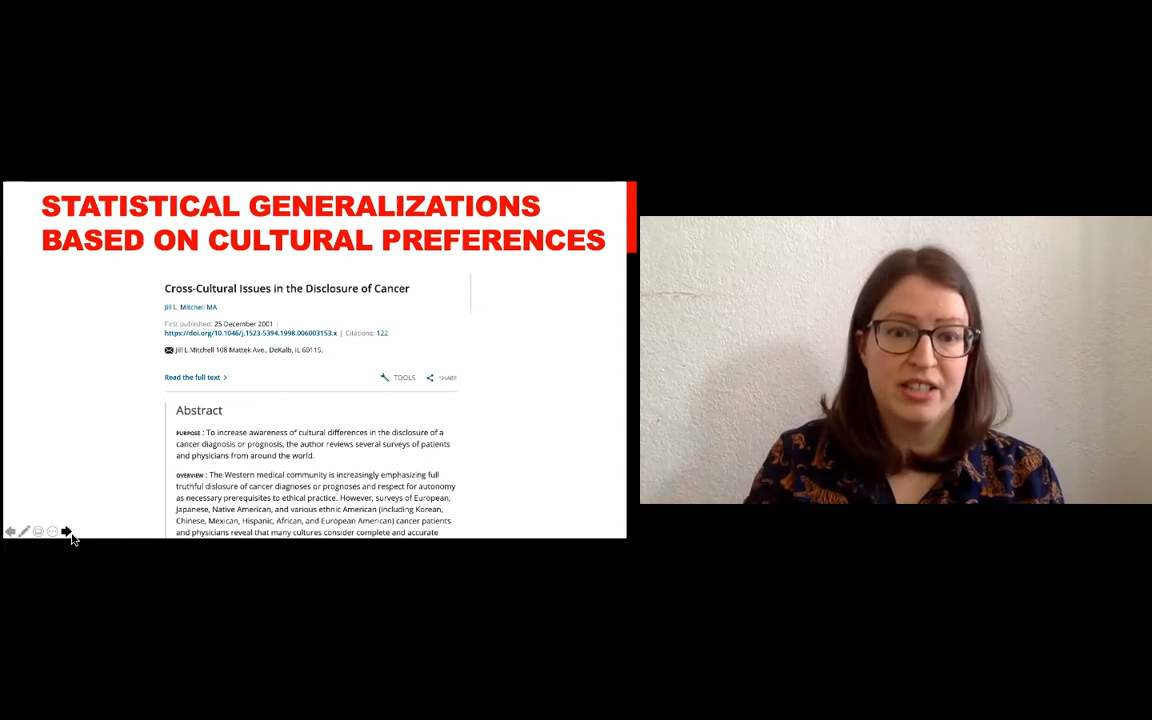 STATISTICAL GENERALIZATIONS
BASED ON CULTURAL PREFERENCES
Cross-Cultural Issues in the Disclosure of Cancer
Jill L. Mitchell MA
First published: 25 December 2001 |
https://doi.org/10.1046/j.1523-5394.1998.006003153.x | Citations: 122
Jill L.Mitchell 108 Mattek Ave., DeKalb, IL 60115.
Read the full text >
TOOLS
SHARE
Abstract
PURPOSE : To increase awareness of cultural differences in the disclosure of a
cancer diagnosis or prognosis, the author reviews several surveys of patients
and physicians from around the world.
OVERVIEW : The Western medical community is increasingly emphasizing full
truthful dislosure of cancer diagnoses or prognoses and respect for autonomy
as necessary prerequisites to ethical practice. However, surveys of European,
Japanese, Native American, and various ethnic American (including Korean,
Chinese, Mexican, Hispanic, African, and European American) cancer patients
and physicians reveal that many cultures consider complete and accurate